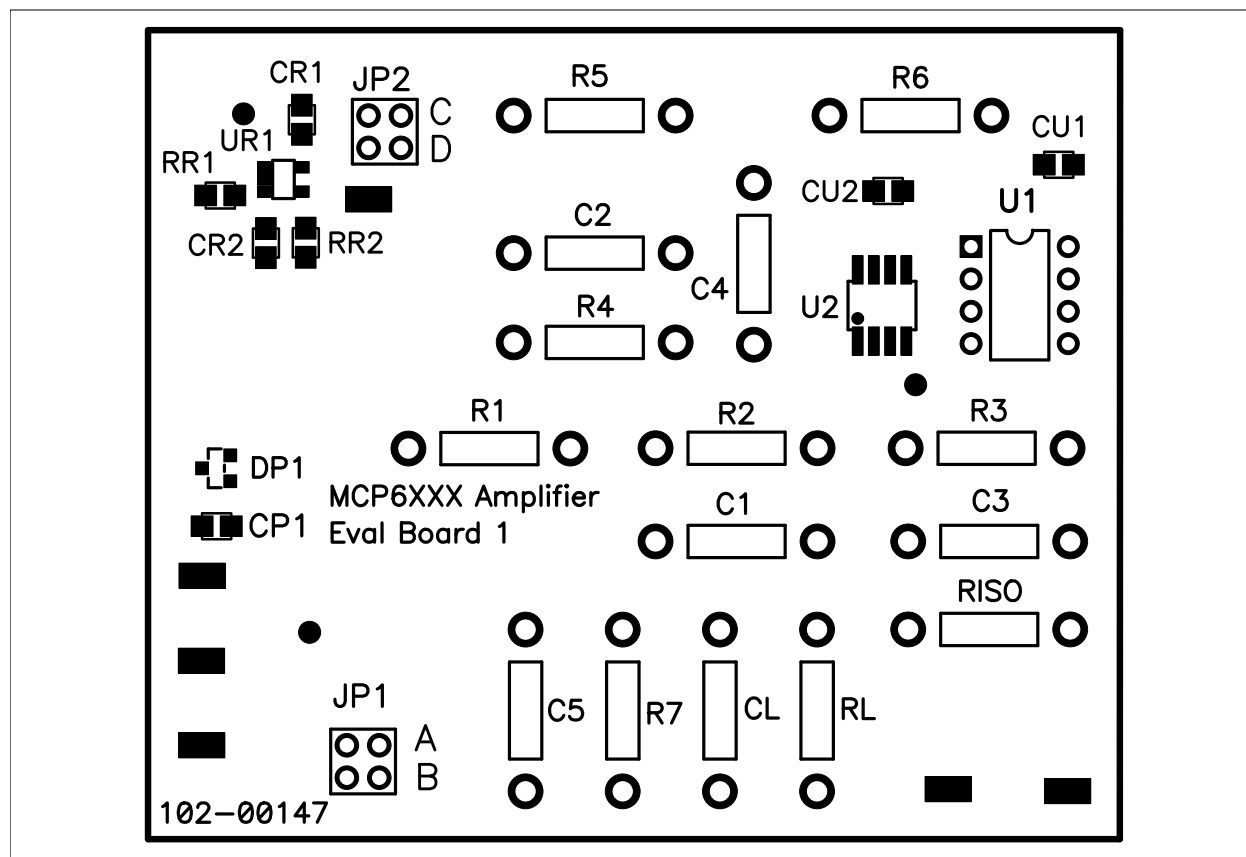 CR1
JP2
C
D
R5
R6
CU1
UR1
RR1
CU2
U1
CR2
RR2
C2
C4
R4
U2
R1
R2
R3
DP1
MCP6XXX Amplifier
Eval Board 1
CP1
C1
C3
RISO
JP1
A
B
C5
R7
CL
RL
102-00147